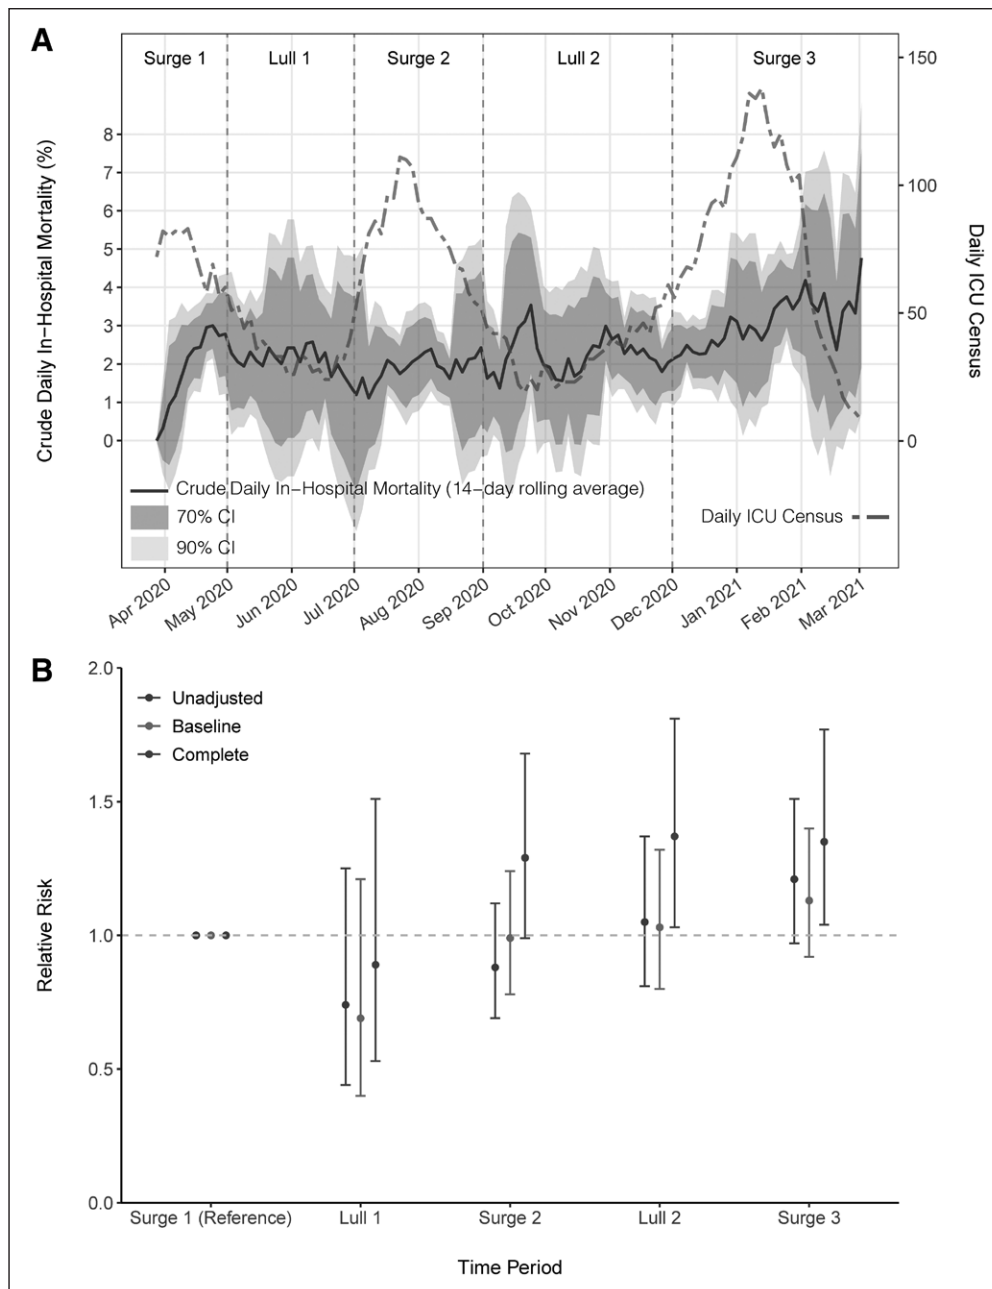 A
Surge 1
Lull 1
Surge 2
Lull 2
Surge 3
Crude Daily In−Hospital Mortality (%)
8
7
6
5
4
3
2
1
0
150
100
50
0
Daily ICU Census
Crude Daily In−Hospital Mortality (14−day rolling average)
70% CI
90% CI
Daily ICU Census
Apr 2020
May 2020
Jun 2020
Jul 2020
Aug 2020
Sep 2020
Oct 2020
Nov 2020
Dec 2020
Jan 2021
Feb 2021
Mar 2021
B
Unadjusted
Baseline
Complete
Relative Risk
2.0
1.5
1.0
0.5
0.0
Surge 1 (Reference)
Lull 1
Surge 2
Lull 2
Surge 3
Time Period